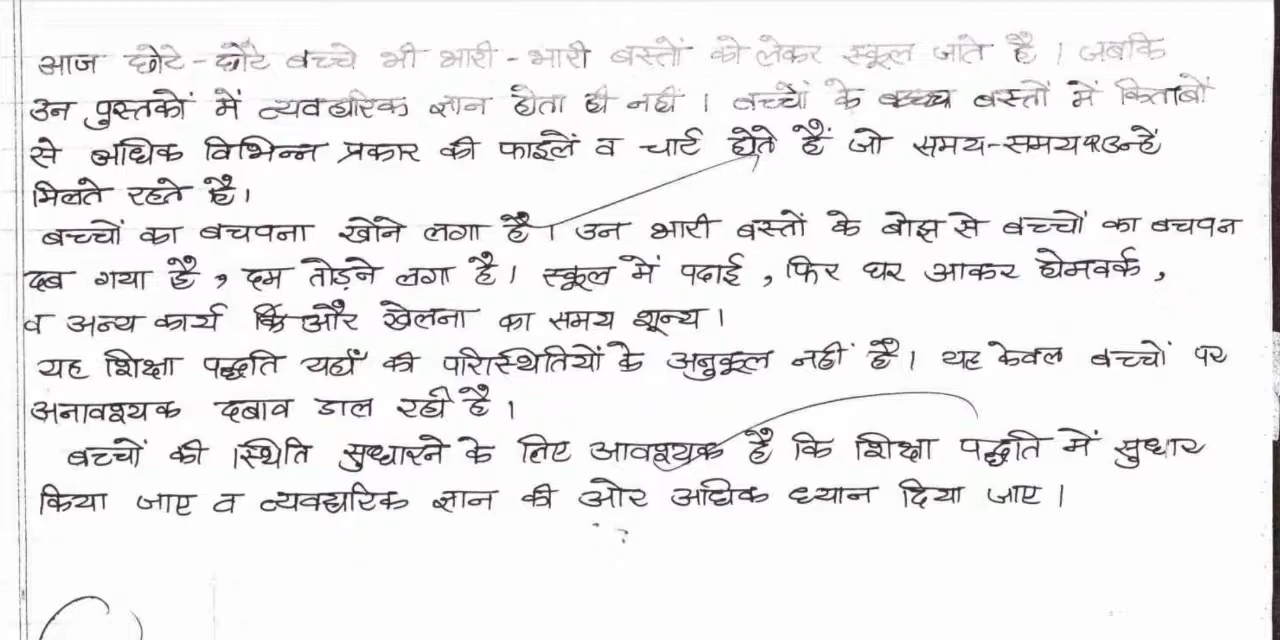 आज छोटे-छोटे बच्चे भी भारी-भारी बस्तों को लेकर स्कूल जाते है । जबकि
उन पुस्तकों में व्यवहारिक ज्ञान होता ही नहीं । बच्चों के बस्तों में किताबों
से अधिक विभिन्न प्रकार की फाइलें व चार्ट होते हैं जो समय-समय पर उन्हें
मिलते रहते है।
बच्चों का बचपना खोने लगा है। उन भारी बस्तों के बोझ से बच्चों का बचपन
दब गया है, दम तोड़ने लगा है। स्कूल में पढाई, फिर घर आकर होमवर्क,
व अन्य कार्य और खेलना का समय शून्य।
यह शिक्षा पद्धति यहाँ की परिस्थितियों के अनुकूल नहीं है। यह केवल बच्चों पर
अनावश्यक दबाव डाल रही है।
बच्चों की स्थिति सुधारने के लिए आवश्यक है कि शिक्षा पद्धति में सुधार
किया जाए व व्यवहारिक ज्ञान की ओर अधिक ध्यान दिया जाए।